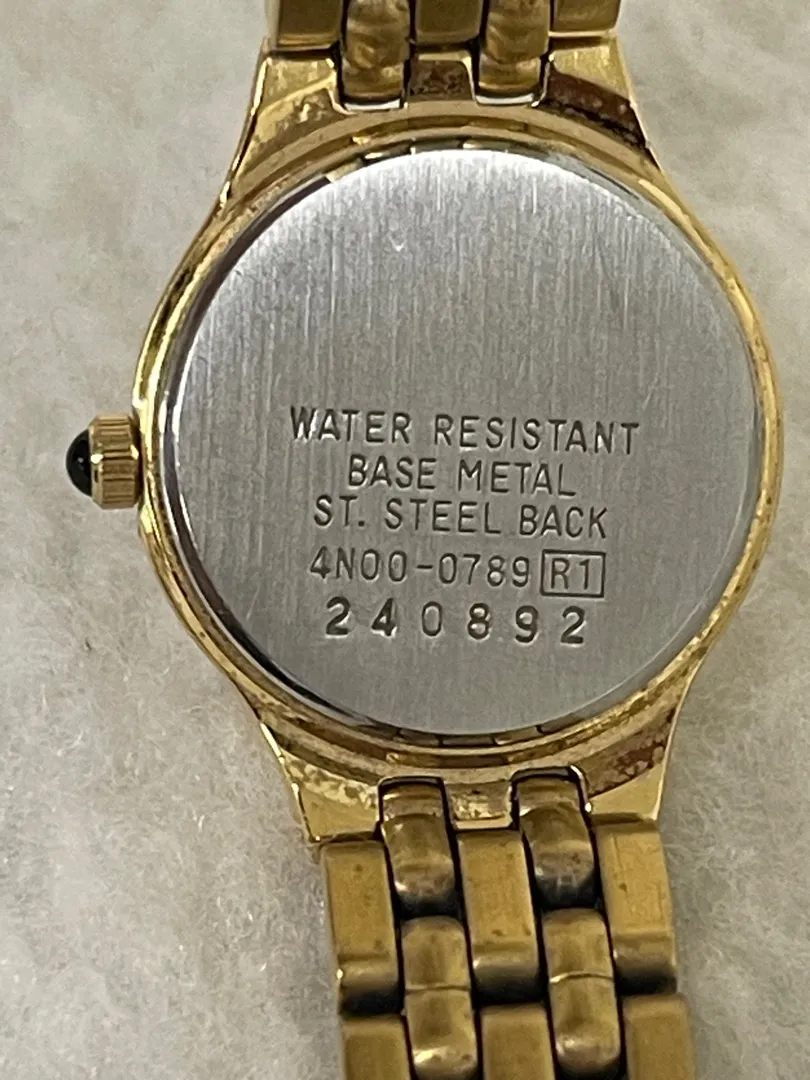 WATER RESISTANT
BASE METAL
ST. STEEL BACK
4N00-0789 R1
240892